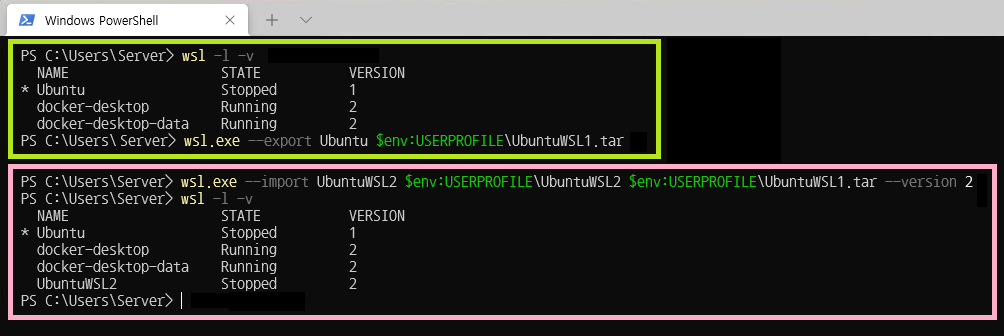 Windows PowerShell
PS C:\Users\Server> wsl -l -v
NAME STATE VERSION
* Ubuntu Stopped 1
docker-desktop Running 2
docker-desktop-data Running 2
PS C:\Users\Server> wsl.exe --export Ubuntu $env:USERPROFILE\UbuntuWSL1.tar
PS C:\Users\Server> wsl.exe --import UbuntuWSL2 $env:USERPROFILE\UbuntuWSL2 $env:USERPROFILE\UbuntuWSL1.tar --version 2
PS C:\Users\Server> wsl -l -v
NAME STATE VERSION
* Ubuntu Stopped 1
docker-desktop Running 2
docker-desktop-data Running 2
UbuntuWSL2 Stopped 2
PS C:\Users\Server>